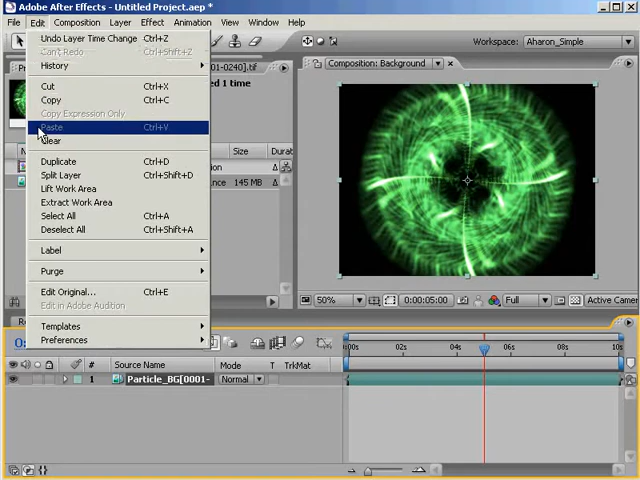 Adobe After Effects - Untitled Project.aep *
File Edit Composition Layer Effect Animation View Window Help
Undo Layer Time Change Ctrl+Z
Can't Redo Ctrl+Shift+Z
History
Cut Ctrl+X
Copy Ctrl+C
Copy Expression Only
Paste Ctrl+V
Clear
Duplicate Ctrl+D
Split Layer Ctrl+Shift+D
Lift Work Area
Extract Work Area
Select All Ctrl+A
Deselect All Ctrl+Shift+A
Label
Purge
Edit Original... Ctrl+E
Edit in Adobe Audition
Templates
Preferences
Workspace: Aharon_Simple
-0240].tif
d 1 time
Size Durat
145 MB
Composition: Background
50% 0:00:05:00 Full Active Camer
# Source Name Mode T TrkMat
1 Particle_BG[0001- Normal
00s 02s 04s 06s 08s 10s